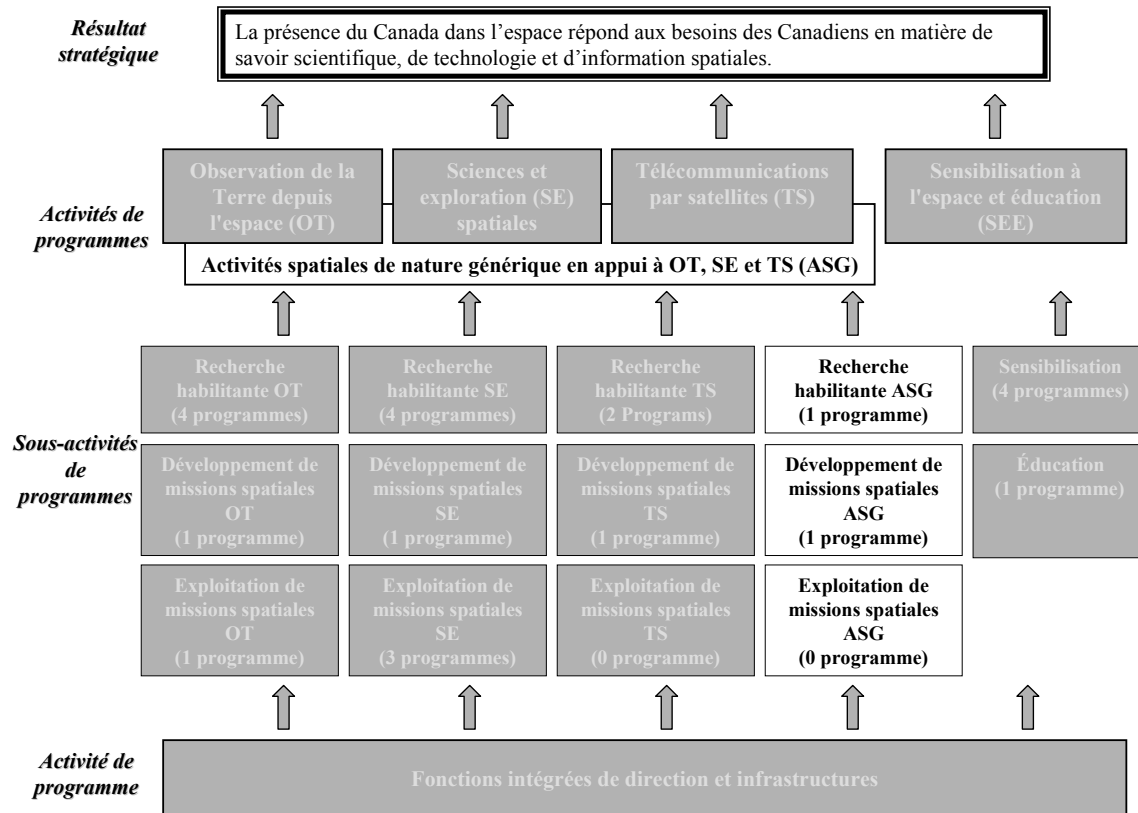 Résultat
stratégique
La présence du Canada dans l'espace répond aux besoins des Canadiens en matière de
savoir scientifique, de technologie et d'information spatiales.
Activités de
programmes
Observation de la
Terre depuis
l'espace (OT)
Sciences et
exploration (SE)
spatiales
Télécommunications
par satellites (TS)
Sensibilisation à
l'espace et éducation
(SEE)
Activités spatiales de nature générique en appui à OT, SE et TS (ASG)
Sous-activités
de
programmes
Recherche
habilitante OT
(4 programmes)
Recherche
habilitante SE
(4 programmes)
Recherche
habilitante TS
(2 Programs)
Recherche
habilitante ASG
(1 programme)
Sensibilisation
(4 programmes)
Développement de
missions spatiales
OT
(1 programme)
Développement de
missions spatiales
SE
(1 programme)
Développement de
missions spatiales
TS
(1 programme)
Développement de
missions spatiales
ASG
(1 programme)
Éducation
(1 programme)
Exploitation de
missions spatiales
OT
(1 programme)
Exploitation de
missions spatiales
SE
(3 programmes)
Exploitation de
missions spatiales
TS
(0 programme)
Exploitation de
missions spatiales
ASG
(0 programme)
Activité de
programme
Fonctions intégrées de direction et infrastructures